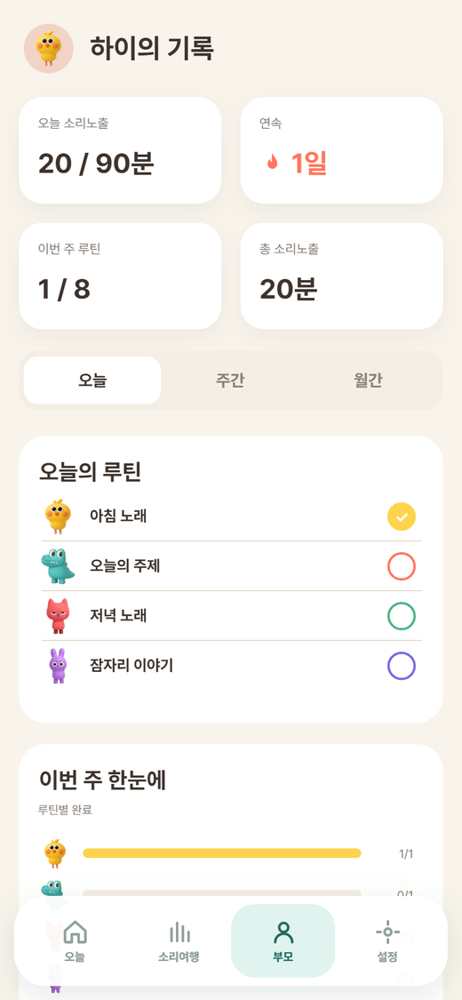 하이의 기록
오늘 소리노출
20 / 90분
연속
1일
이번 주 루틴
1 / 8
총 소리노출
20분
오늘
주간
월간
오늘의 루틴
아침 노래
오늘의 주제
저녁 노래
잠자리 이야기
이번 주 한눈에
루틴별 완료
1/1
0/1
오늘
소리여행
부모
설정